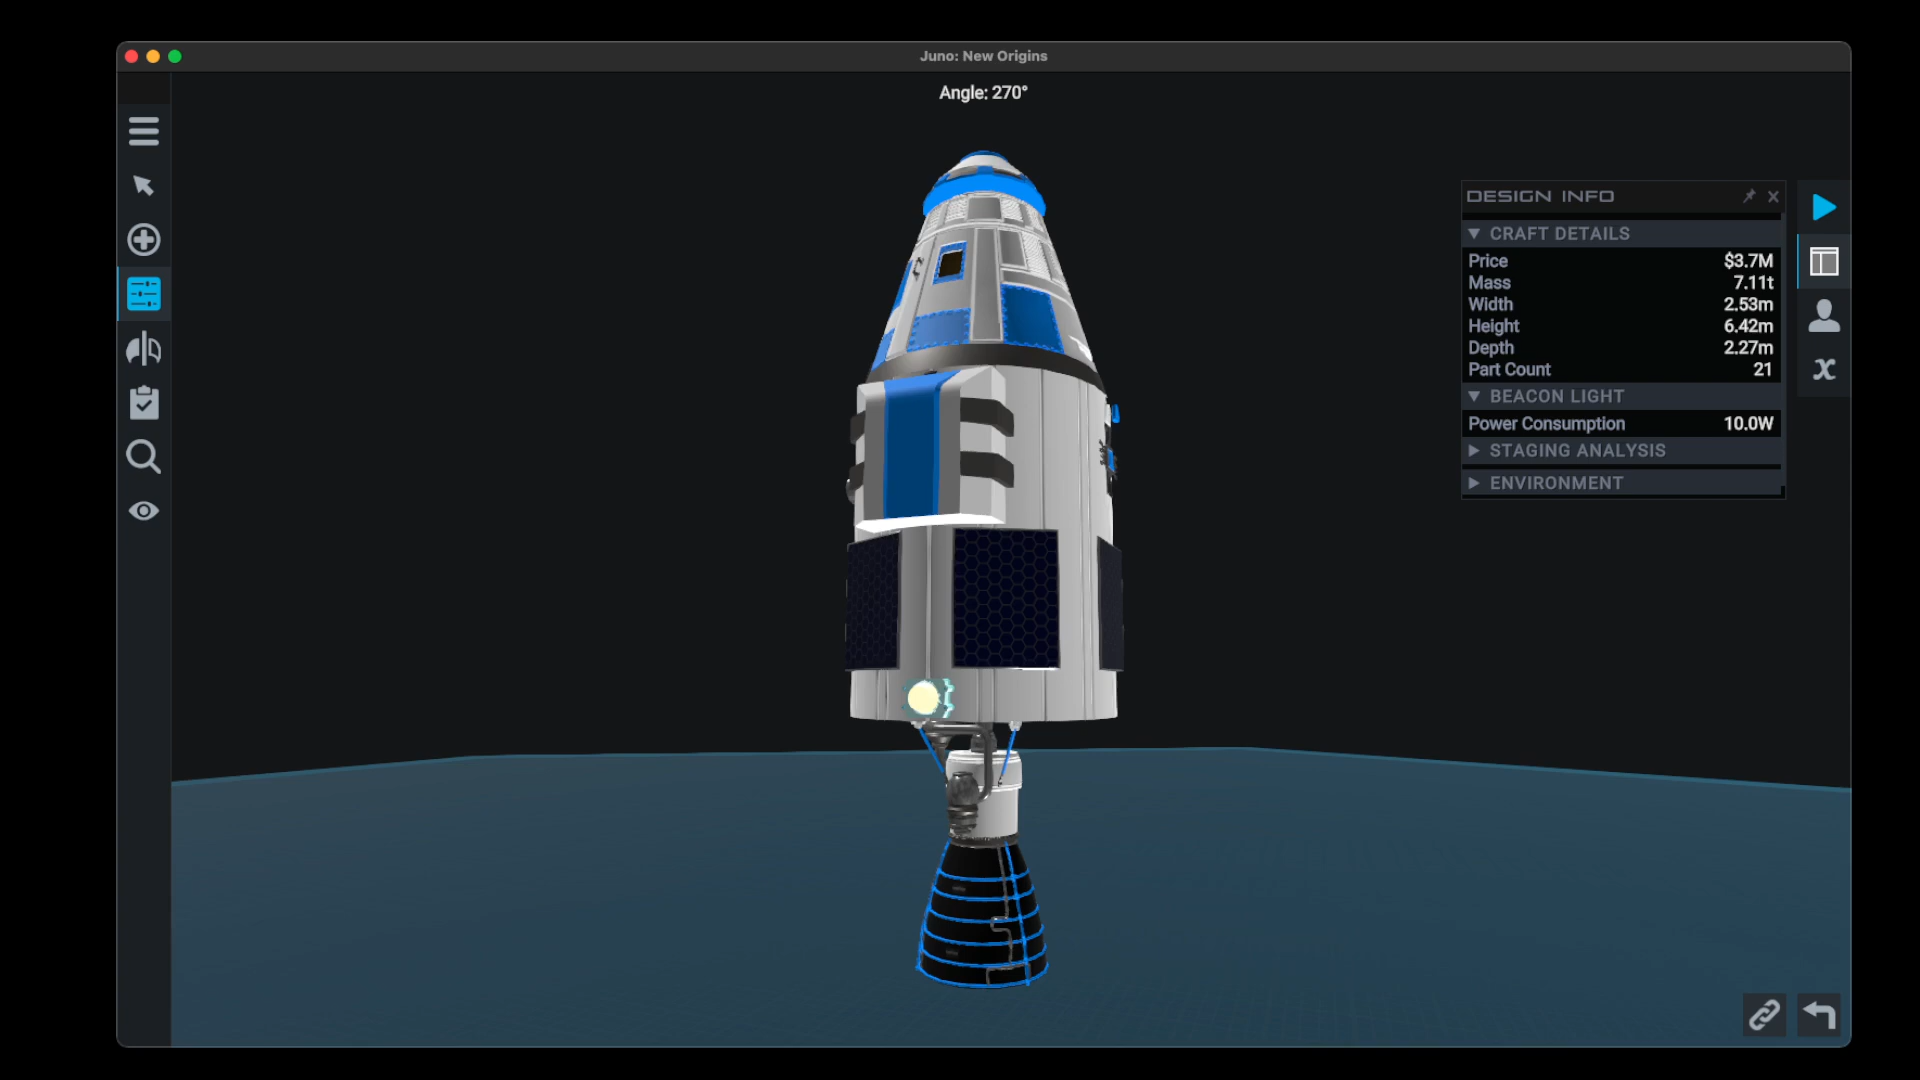 Juno: New Origins
Angle: 270°
DESIGN INFO
CRAFT DETAILS
Price $3.7M
Mass 7.11t
Width 2.53m
Height 6.42m
Depth 2.27m
Part Count 21
BEACON LIGHT
Power Consumption 10.0W
STAGING ANALYSIS
ENVIRONMENT